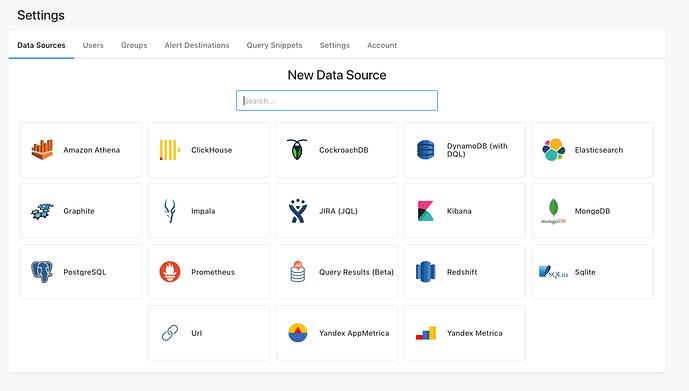 Settings
Data Sources Users Groups Alert Destinations Query Snippets Settings Account
New Data Source
Search...
Amazon Athena
ClickHouse
CockroachDB
DynamoDB (with
DQL)
Elasticsearch
Graphite
Impala
JIRA (JQL)
Kibana
mongoDB
MongoDB
PostgreSQL
Prometheus
Query Results (Beta)
Redshift
SQLite
Sqlite
Url
Yandex AppMetrica
Yandex Metrica